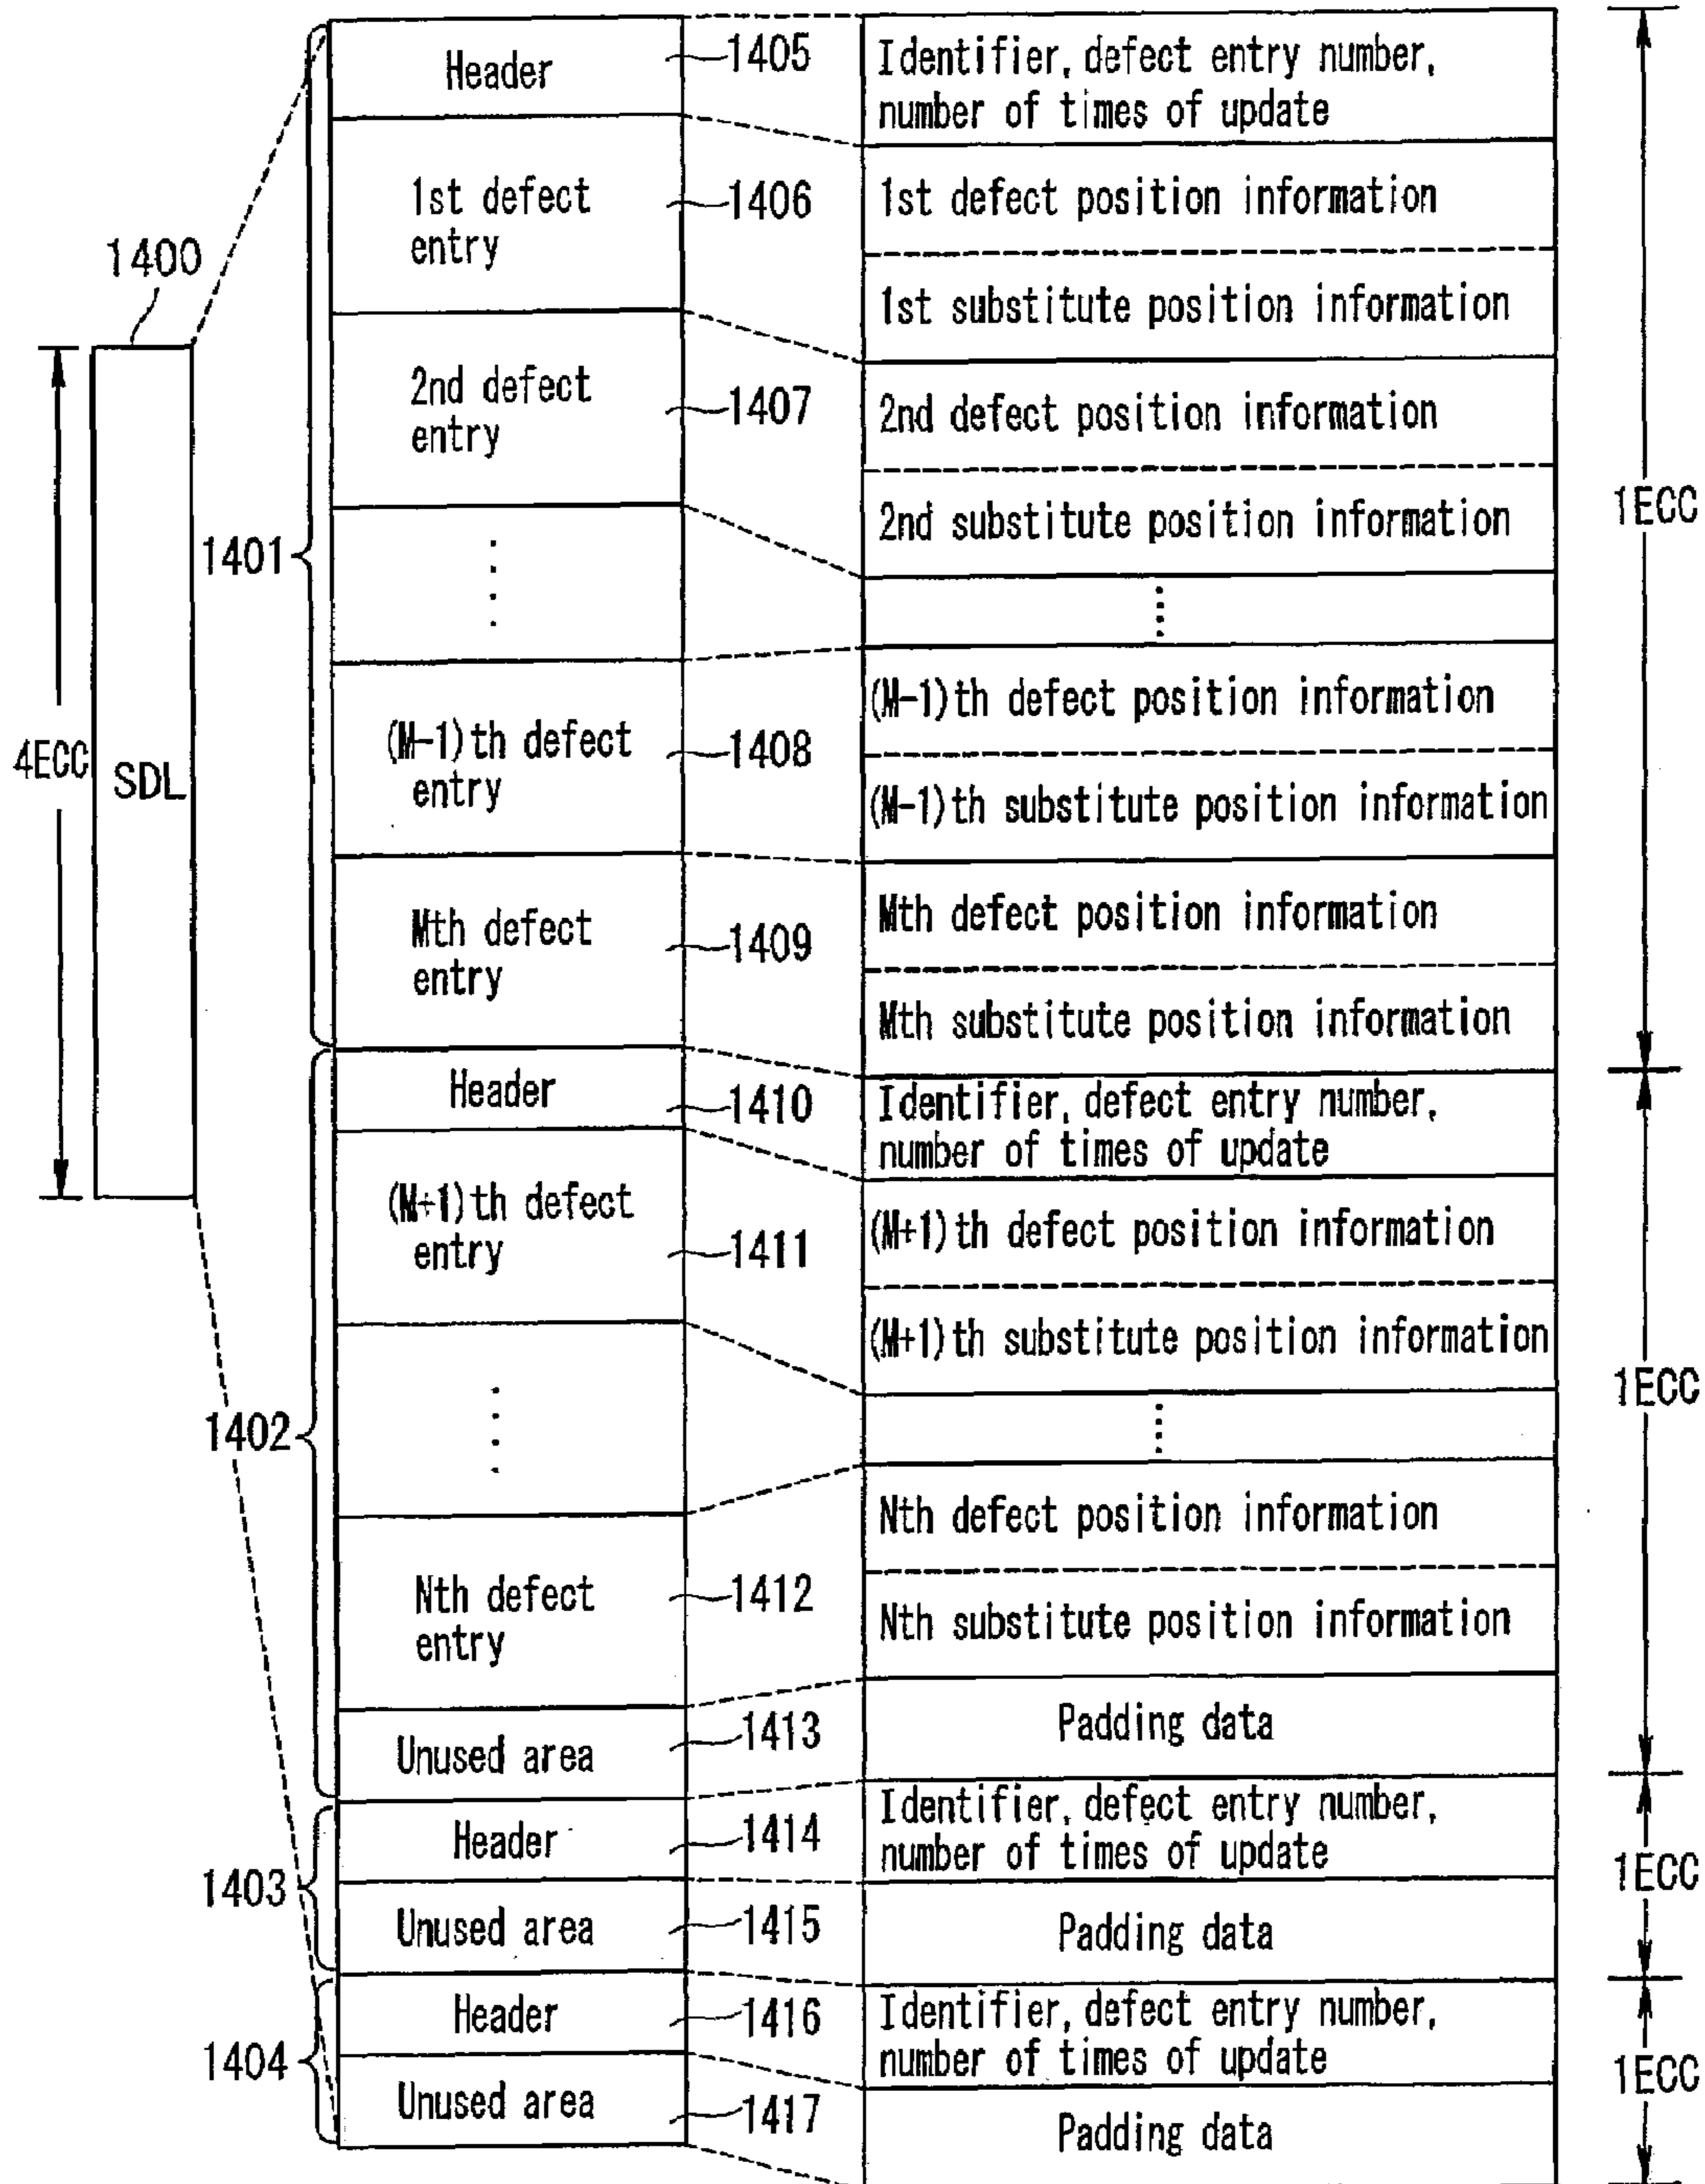 1400
4ECC
SDL
1401
1402
1403
1404
Header
1405
Identifier, defect entry number,
number of times of update
1st defect
entry
1406
1st defect position information
1st substitute position information
2nd defect
entry
1407
2nd defect position information
2nd substitute position information
(M-1)th defect
entry
1408
(M-1)th defect position information
(M-1)th substitute position information
Mth defect
entry
1409
Mth defect position information
Mth substitute position information
1ECC
Header
1410
Identifier, defect entry number,
number of times of update
(M+1)th defect
entry
1411
(M+1)th defect position information
(M+1)th substitute position information
Nth defect
entry
1412
Nth defect position information
Nth substitute position information
Unused area
1413
Padding data
1ECC
Header
1414
Identifier, defect entry number,
number of times of update
Unused area
1415
Padding data
1ECC
Header
1416
Identifier, defect entry number,
number of times of update
Unused area
1417
Padding data
1ECC